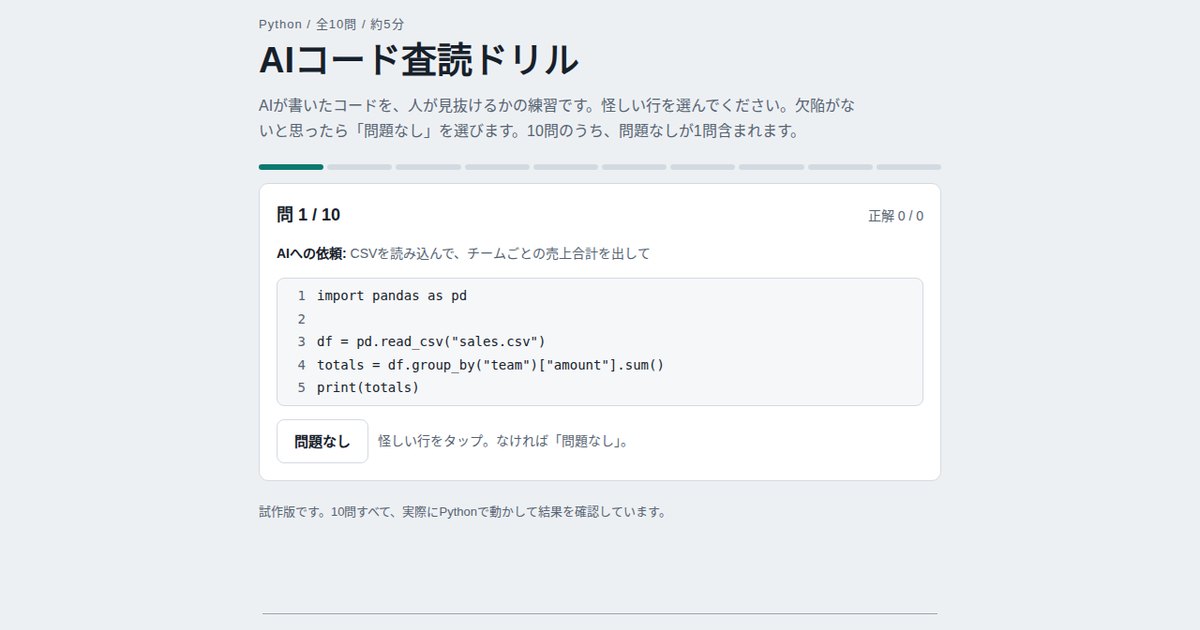 Python / 全10問 / 約5分
AIコード査読ドリル
AIが書いたコードを、人が見抜けるかの練習です。怪しい行を選んでください。欠陥がな
いと思ったら「問題なし」を選びます。10問のうち、問題なしが1問含まれます。
問 1 / 10
正解 0 / 0
AIへの依頼: CSVを読み込んで、チームごとの売上合計を出して
1 import pandas as pd
2
3 df = pd.read_csv("sales.csv")
4 totals = df.group_by("team")["amount"].sum()
5 print(totals)
問題なし
怪しい行をタップ。なければ「問題なし」。
試作版です。10問すべて、実際にPythonで動かして結果を確認しています。